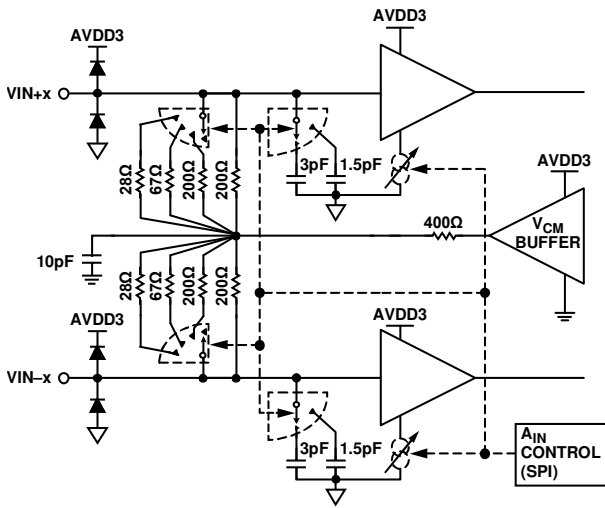 AVDD3
AVDD3
VIN+x
28Ω
67Ω
200Ω
200Ω
3pF
1.5pF
AVDD3
400Ω
VCM
BUFFER
10pF
28Ω
67Ω
200Ω
200Ω
AVDD3
AVDD3
VIN–x
3pF
1.5pF
AIN
CONTROL
(SPI)